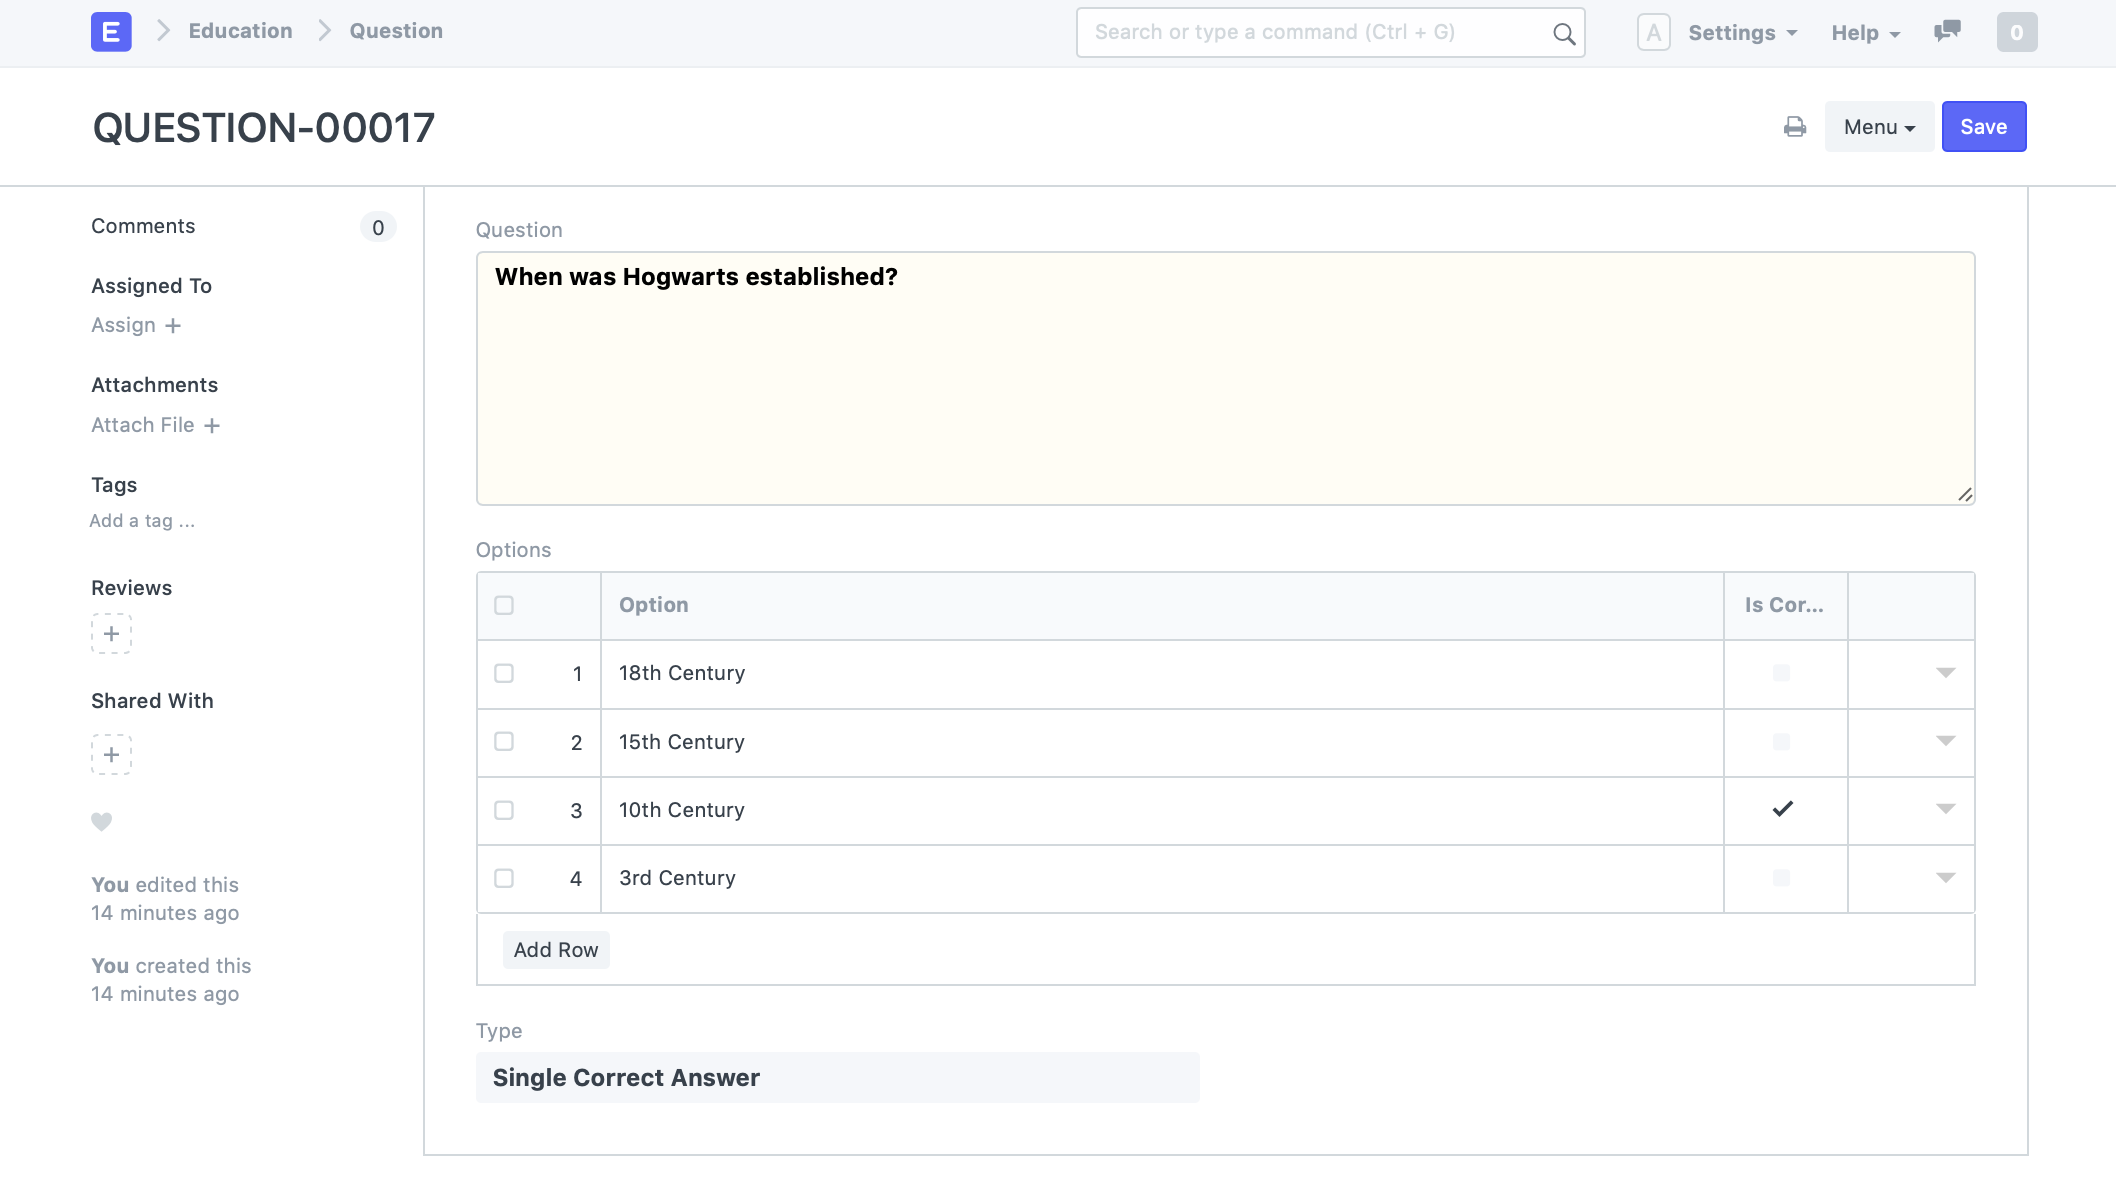 E Education Question Search or type a command (Ctrl + G) A Settings Help 0
QUESTION-00017 Menu Save
Comments 0
Assigned To
Assign +
Attachments
Attach File +
Tags
Add a tag ...
Reviews
+
Shared With
+
You edited this
14 minutes ago
You created this
14 minutes ago
Question
When was Hogwarts established?
Options
Option Is Cor...
1 18th Century
2 15th Century
3 10th Century
4 3rd Century
Add Row
Type
Single Correct Answer